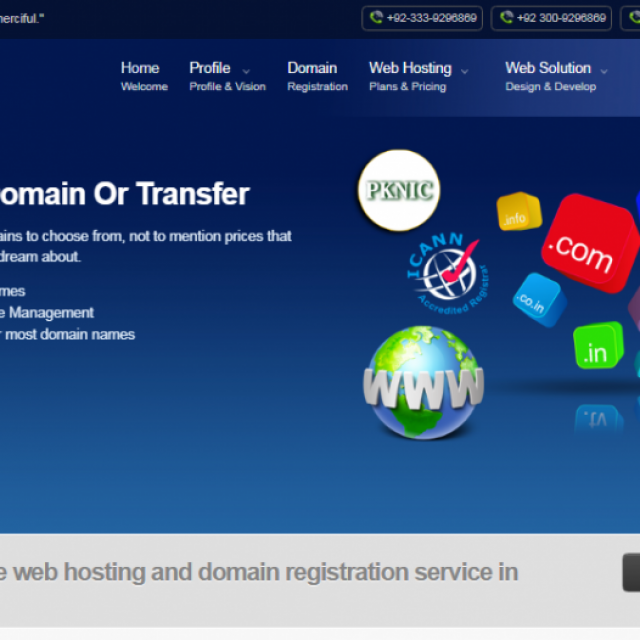 merciful."
+92-333-9296869
+92 300-9296869
Home Profile Domain Web Hosting Web Solution
Welcome Profile & Vision Registration Plans & Pricing Design & Develop
omain Or Transfer
ains to choose from, not to mention prices that
dream about.
mes
e Management
r most domain names
PKNIC
ICANN
Accredited Registrar
.info
.com
.co.in
.in
WWW
e web hosting and domain registration service in